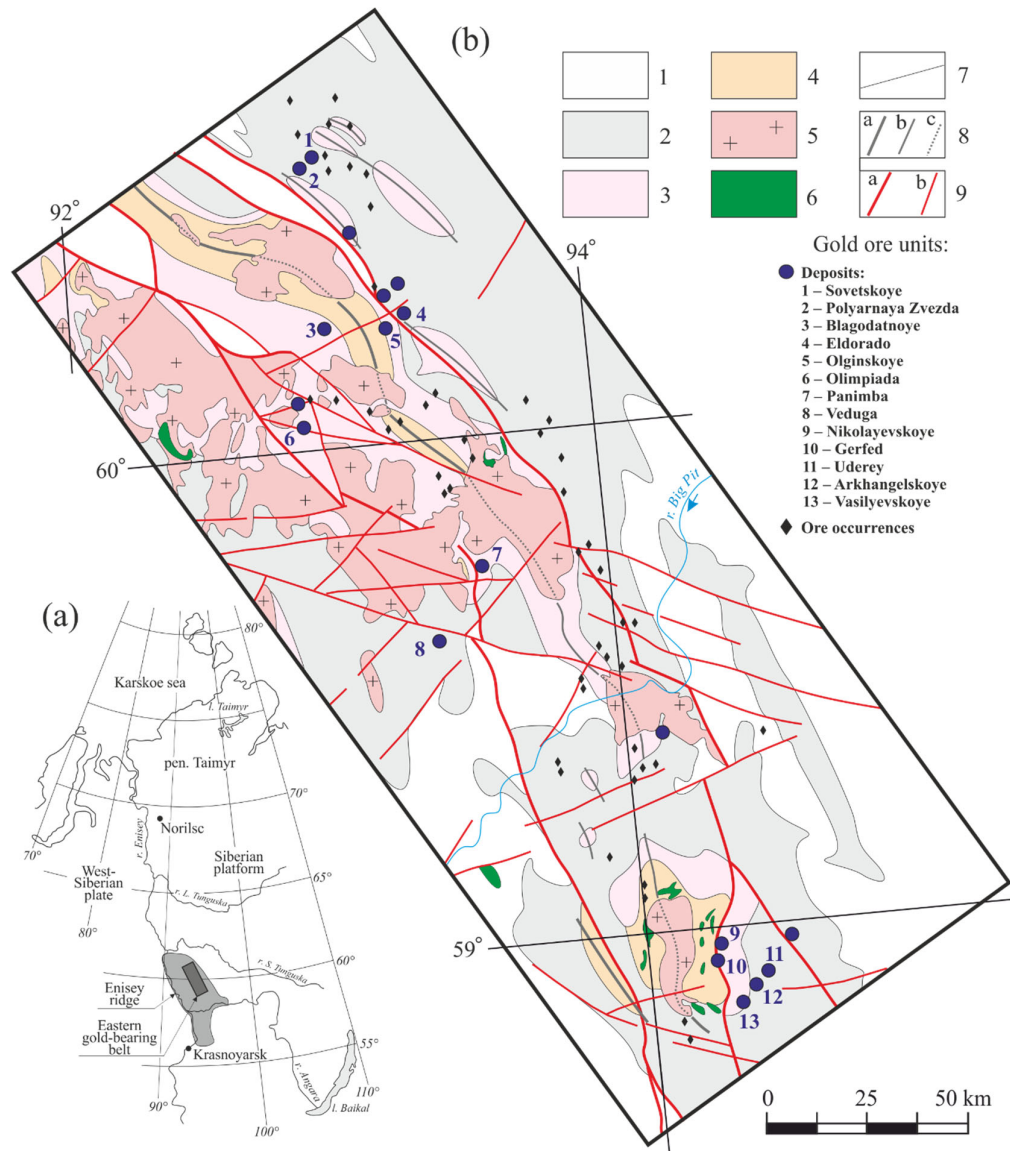 (b)
1
2
3
4
5
6
7
a
b
c
8
a
b
9
Gold ore units:
Deposits:
1 – Sovetskoye
2 – Polyarnaya Zvezda
3 – Blagodatnoye
4 – Eldorado
5 – Olginskoye
6 – Olimpiada
7 – Panimba
8 – Veduga
9 – Nikolayevskoye
10 – Gerfed
11 – Uderey
12 – Arkhangelskoye
13 – Vasilyevskoye
Ore occurrences
92°
94°
1
2
3
4
5
6
60°
r. Big Pit
7
8
59°
9
10
11
12
13
0 25 50 km
(a)
80°
Karskoe sea
l. Taimyr
pen. Taimyr
70°
Norilsc
r. Enisey
70°
West-
Siberian
plate
Siberian
platform
65°
r. L. Tunguska
80°
60°
r. S. Tunguska
Enisey
ridge
Eastern
gold-bearing
belt
Krasnoyarsk
55°
r. Angara
l. Baikal
90°
100°
110°